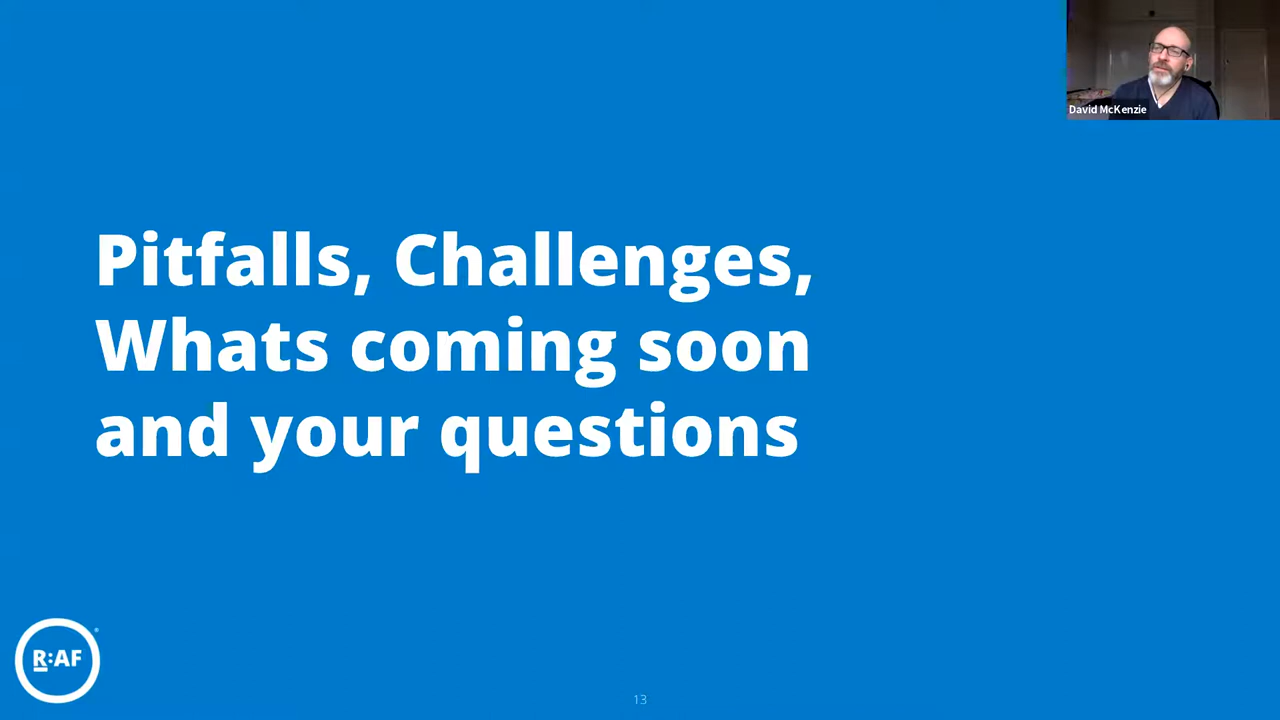 David McKenzie
Pitfalls, Challenges,
Whats coming soon
and your questions
R:AF
13